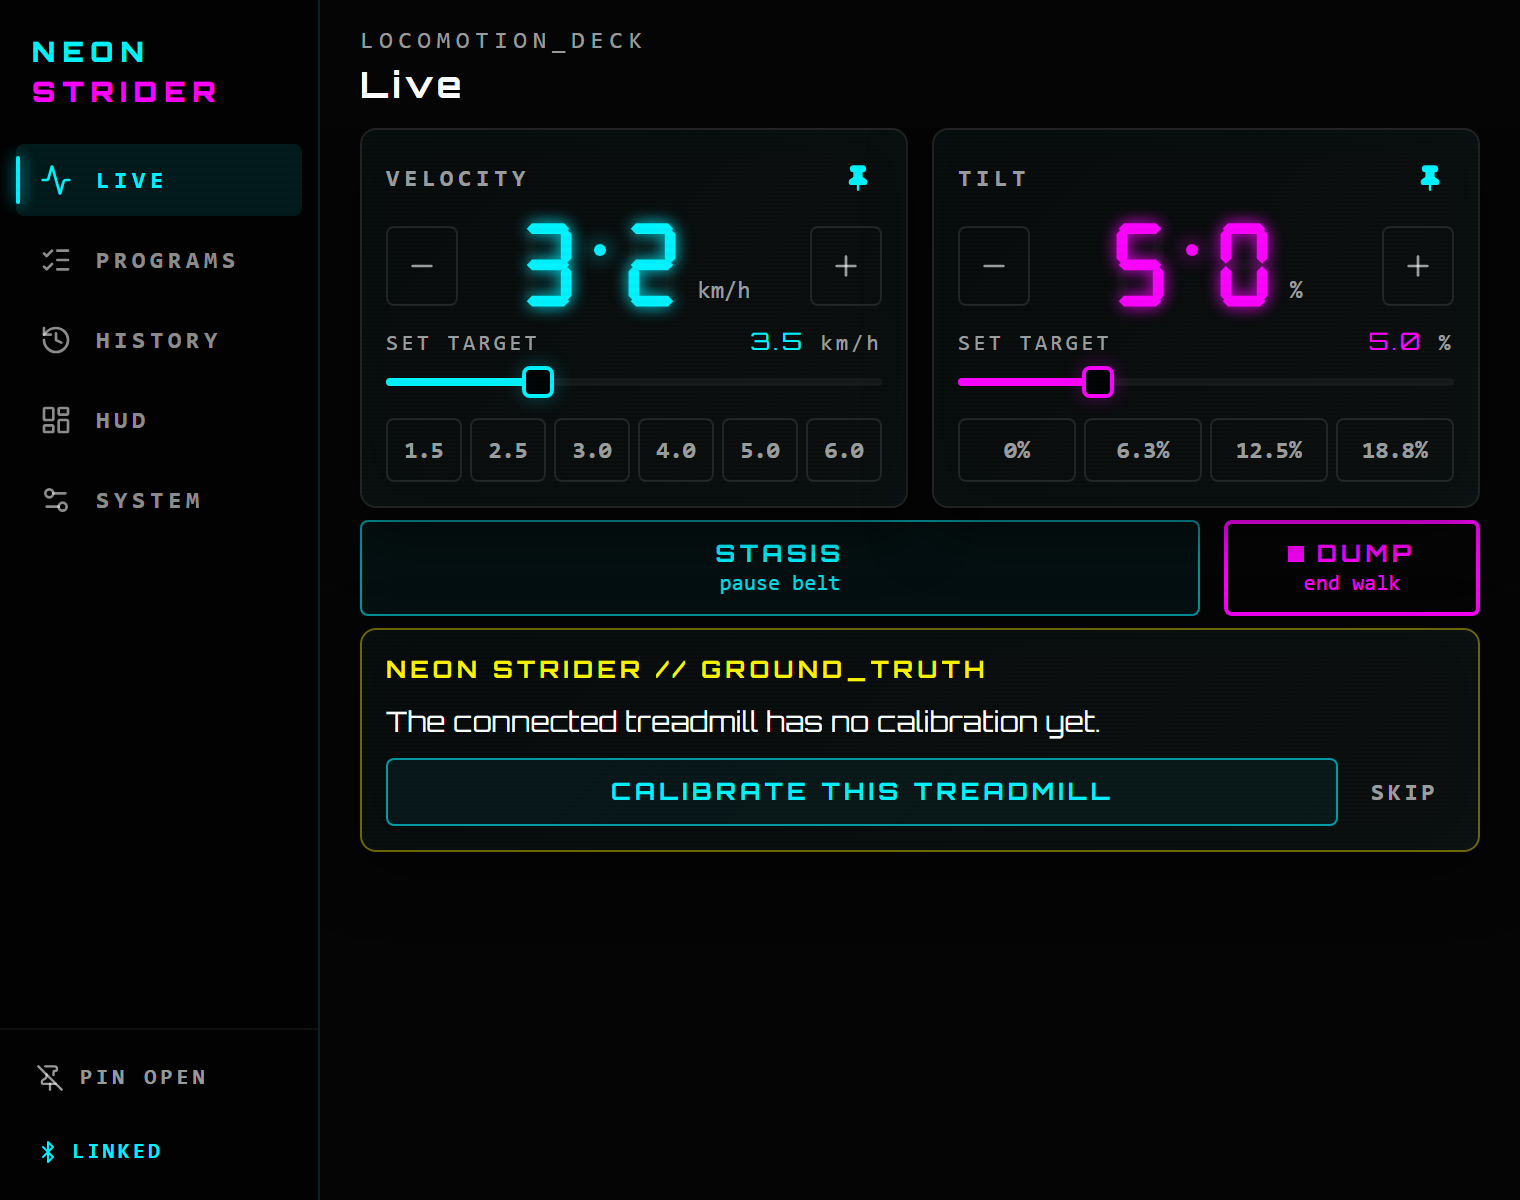 NEON
STRIDER
LIVE
PROGRAMS
HISTORY
HUD
SYSTEM
PIN OPEN
LINKED
LOCOMOTION_DECK
Live
VELOCITY
3.2 km/h
SET TARGET 3.5 km/h
1.5 2.5 3.0 4.0 5.0 6.0
TILT
5.0 %
SET TARGET 5.0 %
0% 6.3% 12.5% 18.8%
STASIS
pause belt
DUMP
end walk
NEON STRIDER // GROUND_TRUTH
The connected treadmill has no calibration yet.
CALIBRATE THIS TREADMILL
SKIP